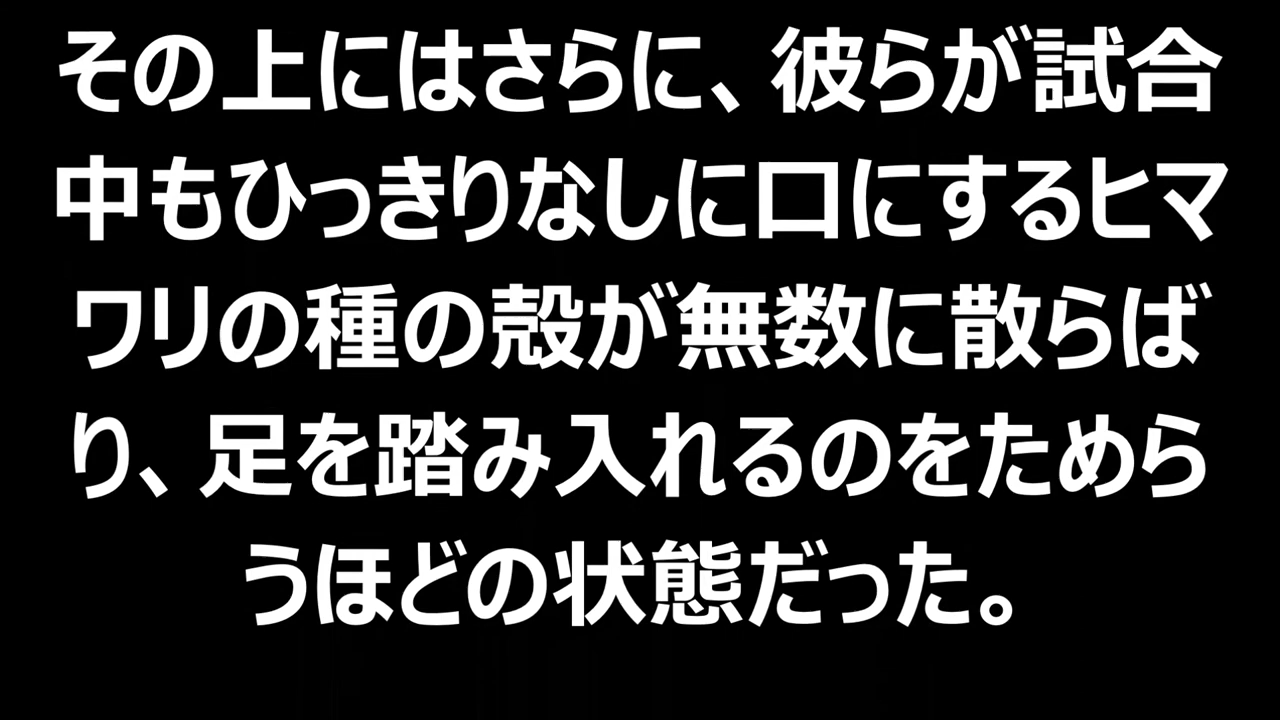 その上にはさらに、彼らが試合
中もひっきりなしに口にするヒマ
ワリの種の殻が無数に散らば
り、足を踏み入れるのをためら
うほどの状態だった。